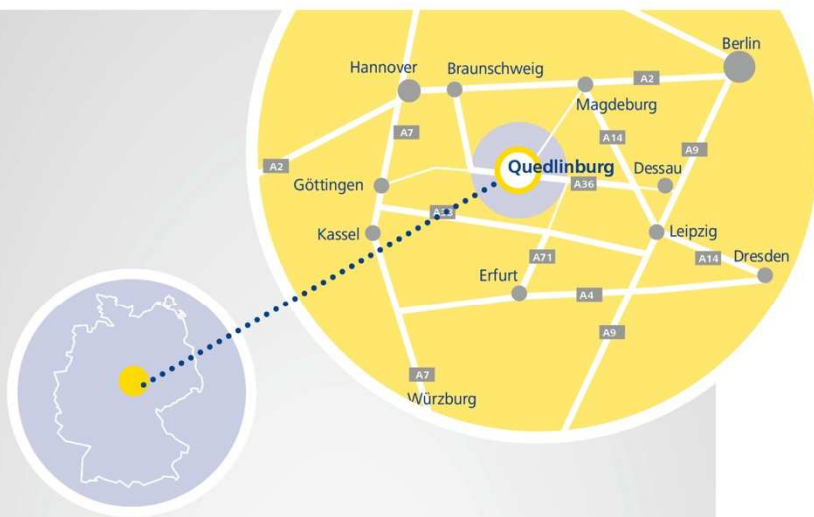 Berlin
Hannover
Braunschweig
A2
Magdeburg
A7
A14
A9
A2
Quedlinburg
Dessau
Göttingen
A36
Kassel
Leipzig
A71
A14
Dresden
Erfurt
A4
A9
A7
Würzburg